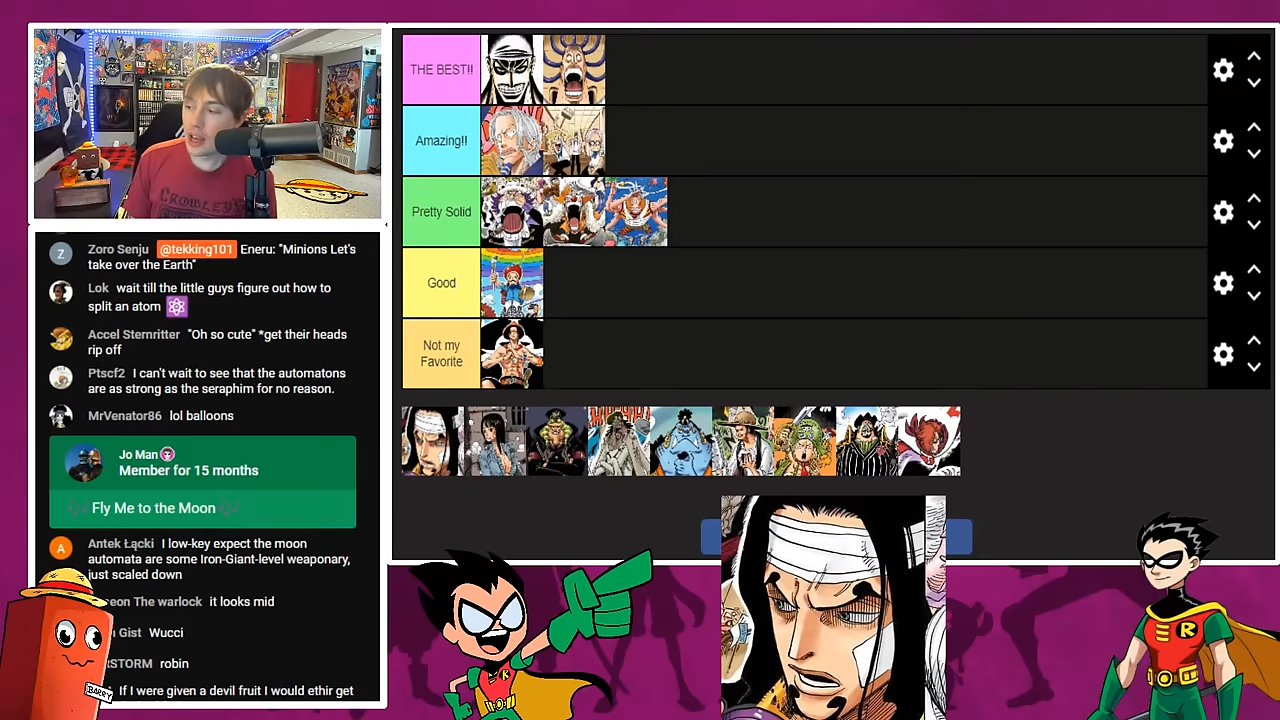 THE BEST!!
Amazing!!
Pretty Solid
Good
Not my
Favorite
CROWLEY'S
Z
Zoro Senju @tekking101 Eneru: "Minions Let's
take over the Earth"
Lok wait till the little guys figure out how to
split an atom
Accel Sternritter "Oh so cute" *get their heads
rip off
Ptscf2 I can't wait to see that the automatons
are as strong as the seraphim for no reason.
MrVenator86 lol balloons
Jo Man
Member for 15 months
Fly Me to the Moon
A
Antek Łącki I low-key expect the moon
automata are some Iron-Giant-level weaponary,
just scaled down
eon The warlock it looks mid
Gist Wucci
STORM robin
If I were given a devil fruit I would ethir get
BARRY
R
R